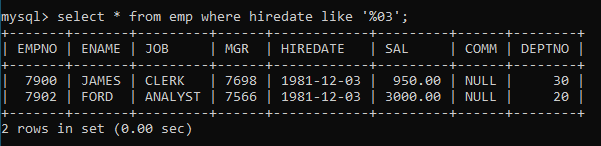 mysql> select * from emp where hiredate like '%03';
+-------+-------+---------+------+------------+---------+------+--------+
| EMPNO | ENAME | JOB     | MGR  | HIREDATE   | SAL     | COMM | DEPTNO |
+-------+-------+---------+------+------------+---------+------+--------+
|  7900 | JAMES | CLERK   | 7698 | 1981-12-03 |  950.00 | NULL |     30 |
|  7902 | FORD  | ANALYST | 7566 | 1981-12-03 | 3000.00 | NULL |     20 |
+-------+-------+---------+------+------------+---------+------+--------+
2 rows in set (0.00 sec)